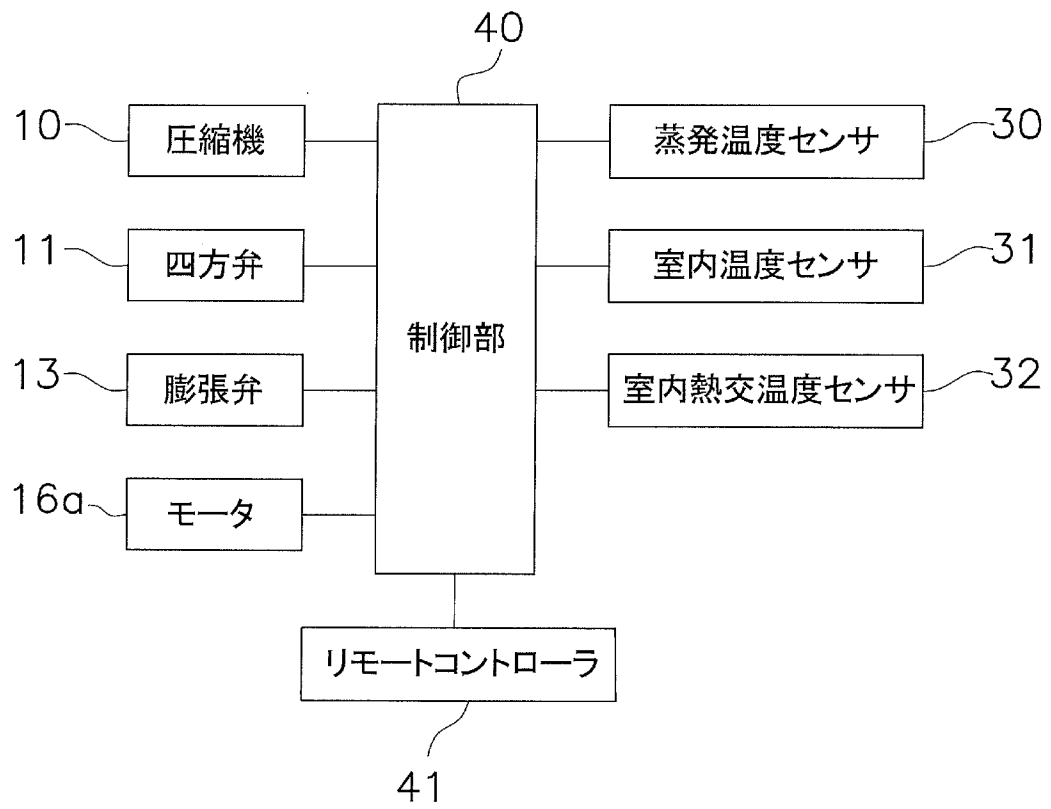 40
10
圧縮機
蒸発温度センサ
30
11
四方弁
室内温度センサ
31
制御部
13
膨張弁
室内熱交温度センサ
32
16a
モータ
リモートコントローラ
41